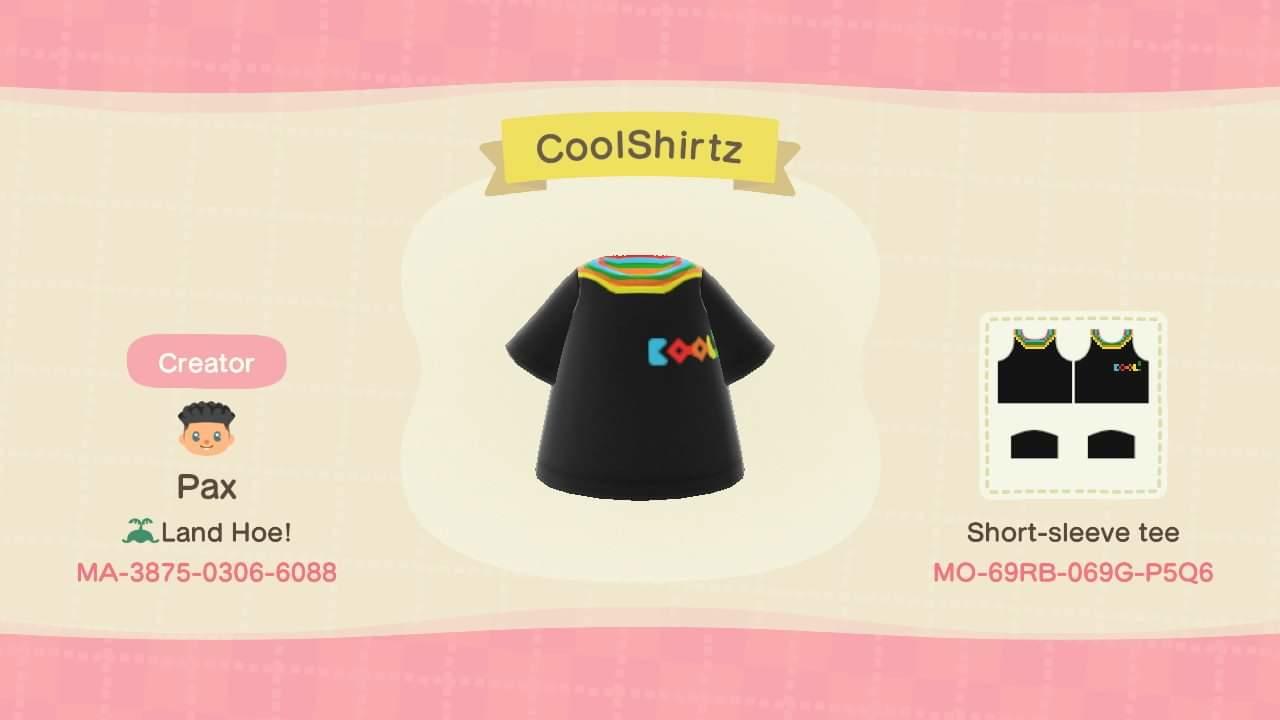 CoolShirtz
Creator
Pax
Land Hoe!
MA-3875-0306-6088
Short-sleeve tee
MO-69RB-069G-P5Q6